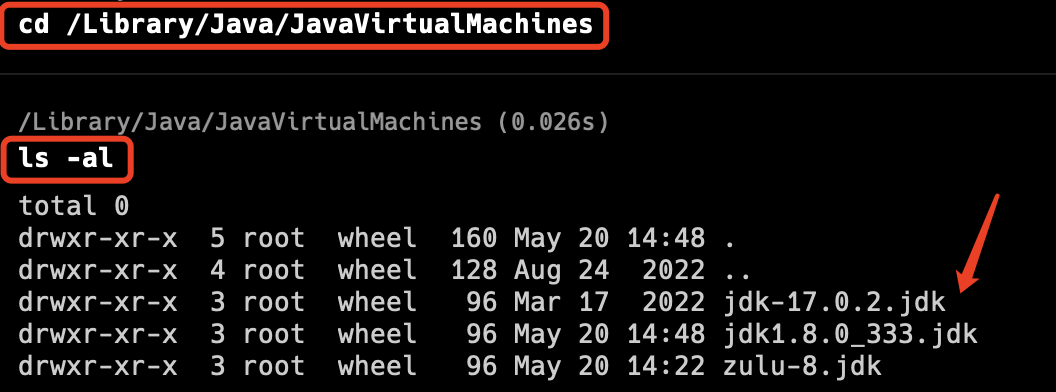 cd /Library/Java/JavaVirtualMachines
/Library/Java/JavaVirtualMachines (0.026s)
ls -al
total 0
drwxr-xr-x  5 root  wheel  160 May 20 14:48 .
drwxr-xr-x  4 root  wheel  128 Aug 24  2022 ..
drwxr-xr-x  3 root  wheel   96 Mar 17  2022 jdk-17.0.2.jdk
drwxr-xr-x  3 root  wheel   96 May 20 14:48 jdk1.8.0_333.jdk
drwxr-xr-x  3 root  wheel   96 May 20 14:22 zulu-8.jdk